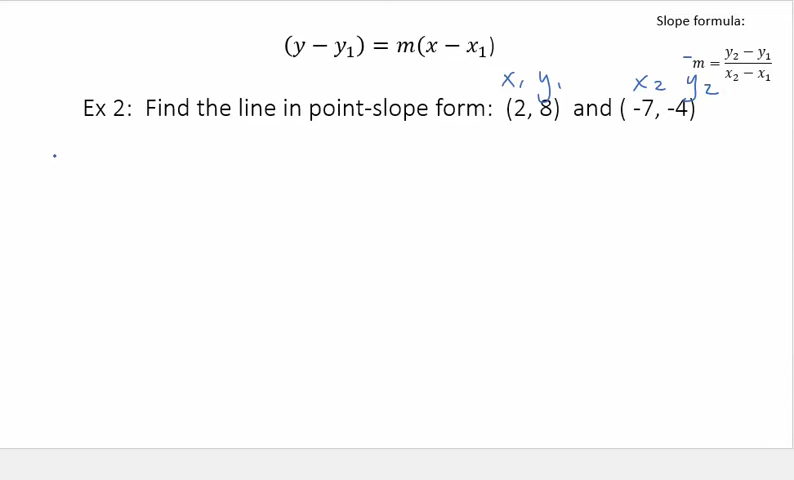 Slope formula:
(y − y₁) = m(x − x₁)
m = (y₂ − y₁)/(x₂ − x₁)
x₁ y₁ x₂ y₂
Ex 2: Find the line in point-slope form: (2, 8) and ( -7, -4)